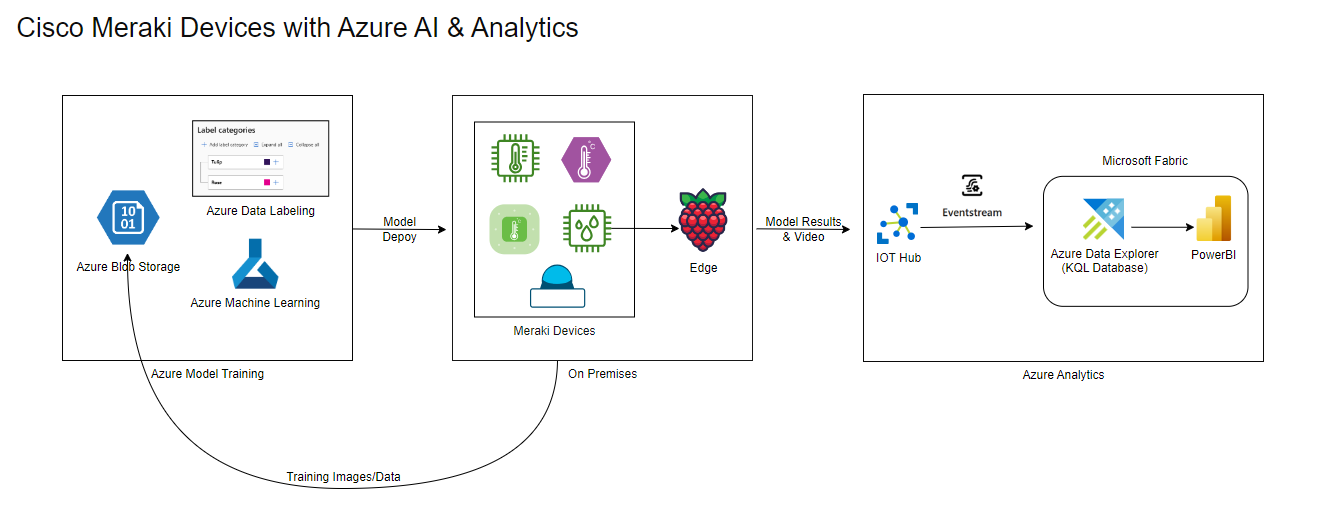 Cisco Meraki Devices with Azure AI & Analytics
Label categories
+ Add label category Expand all Collapse all
Tulip +
Rose +
Azure Data Labeling
10
01
Azure Blob Storage
Azure Machine Learning
Azure Model Training
Model
Depoy
°C
Meraki Devices
Edge
On Premises
Training Images/Data
Model Results
& Video
IOT Hub
Eventstream
Microsoft Fabric
Azure Data Explorer
(KQL Database)
PowerBI
Azure Analytics